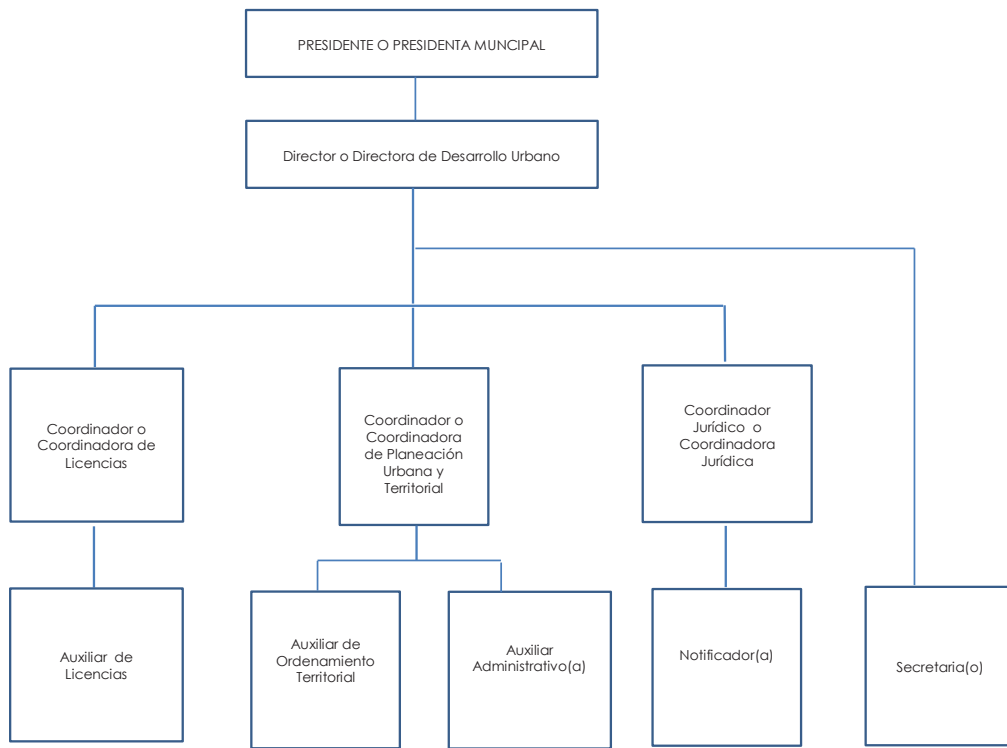 PRESIDENTE O PRESIDENTA MUNCIPAL
Director o Directora de Desarrollo Urbano
Coordinador o
Coordinadora de
Licencias
Coordinador o
Coordinadora
de Planeación
Urbana y
Territorial
Coordinador
Jurídico o
Coordinadora
Jurídica
Auxiliar de
Licencias
Auxiliar de
Ordenamiento
Territorial
Auxiliar
Administrativo(a)
Notificador(a)
Secretaria(o)